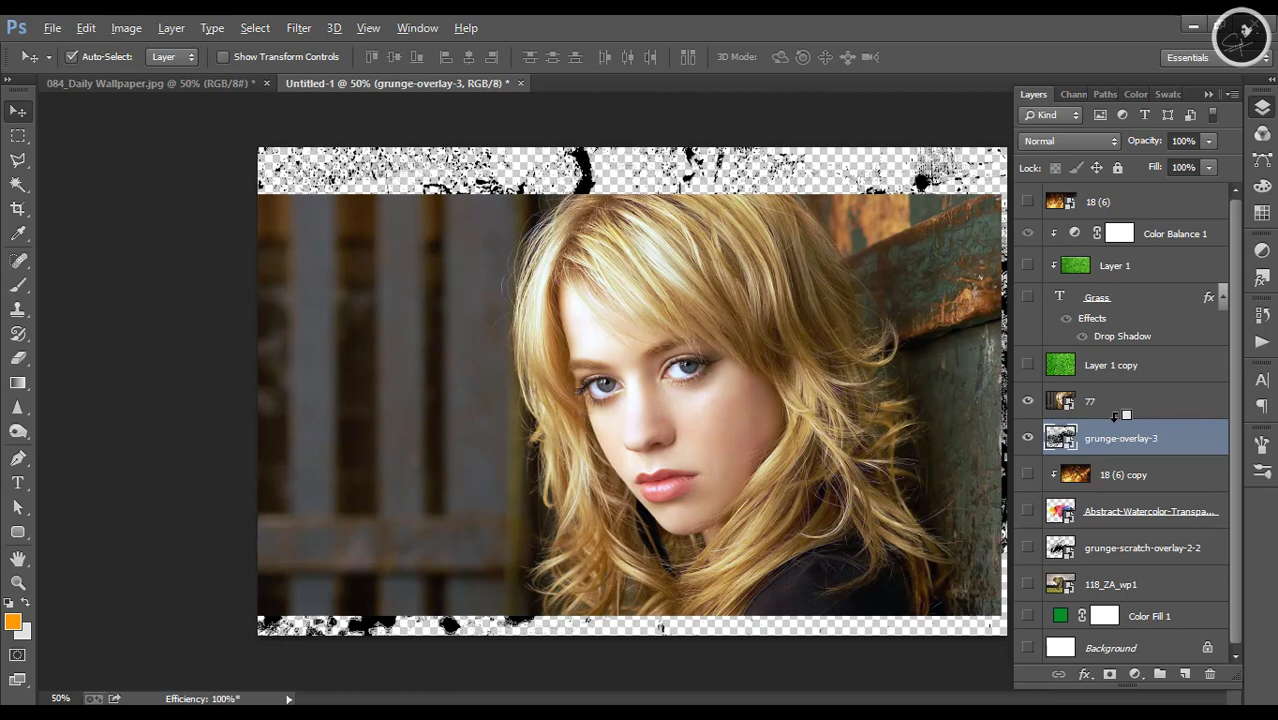 Ps File Edit Image Layer Type Select Filter 3D View Window Help
Auto-Select: Layer Show Transform Controls 3D Mode: Essentials
084_Daily Wallpaper.jpg @ 50% (RGB/8#) * × Untitled-1 @ 50% (grunge-overlay-3, RGB/8) * ×
Layers Chann Paths Color Swatc
Kind
Normal Opacity: 100%
Lock: Fill: 100%
18 (6)
Color Balance 1
Layer 1
T Grass fx
Effects
Drop Shadow
Layer 1 copy
77
grunge-overlay-3
18 (6) copy
Abstract-Watercolor-Transpa...
grunge-scratch-overlay-2-2
118_ZA_wp1
Color Fill 1
Background
50% Efficiency: 100%*